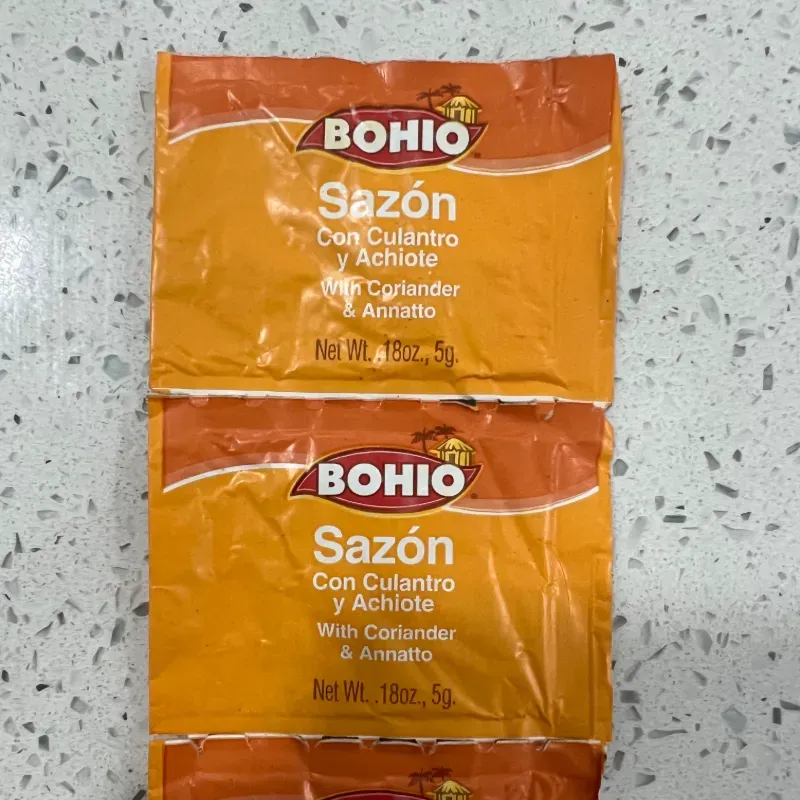 BOHIO
Sazón
Con Culantro
y Achiote
With Coriander
& Annatto
Net Wt. .18oz., 5g.
BOHIO
Sazón
Con Culantro
y Achiote
With Coriander
& Annatto
Net Wt. .18oz., 5g.